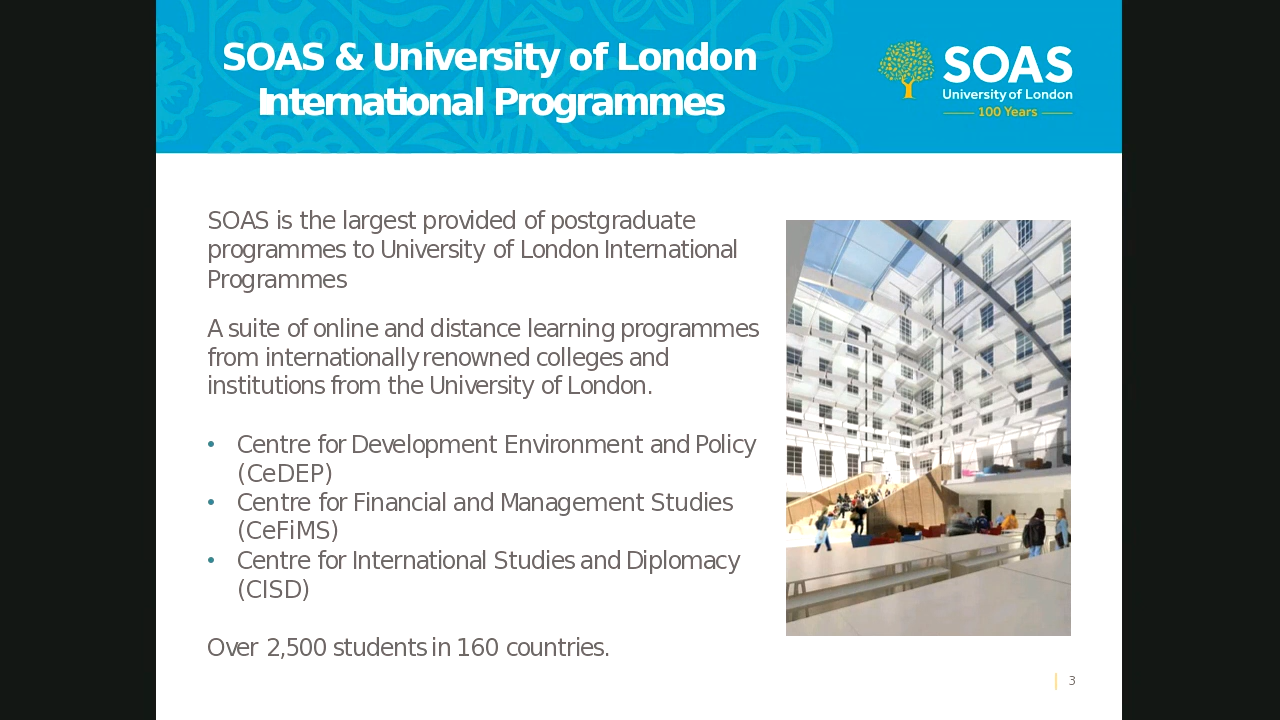 SOAS & University of London
International Programmes
SOAS
University of London
100 Years
SOAS is the largest provided of postgraduate
programmes to University of London International
Programmes
A suite of online and distance learning programmes
from internationally renowned colleges and
institutions from the University of London.
• Centre for Development Environment and Policy
(CeDEP)
• Centre for Financial and Management Studies
(CeFiMS)
• Centre for International Studies and Diplomacy
(CISD)
Over 2,500 students in 160 countries.
3